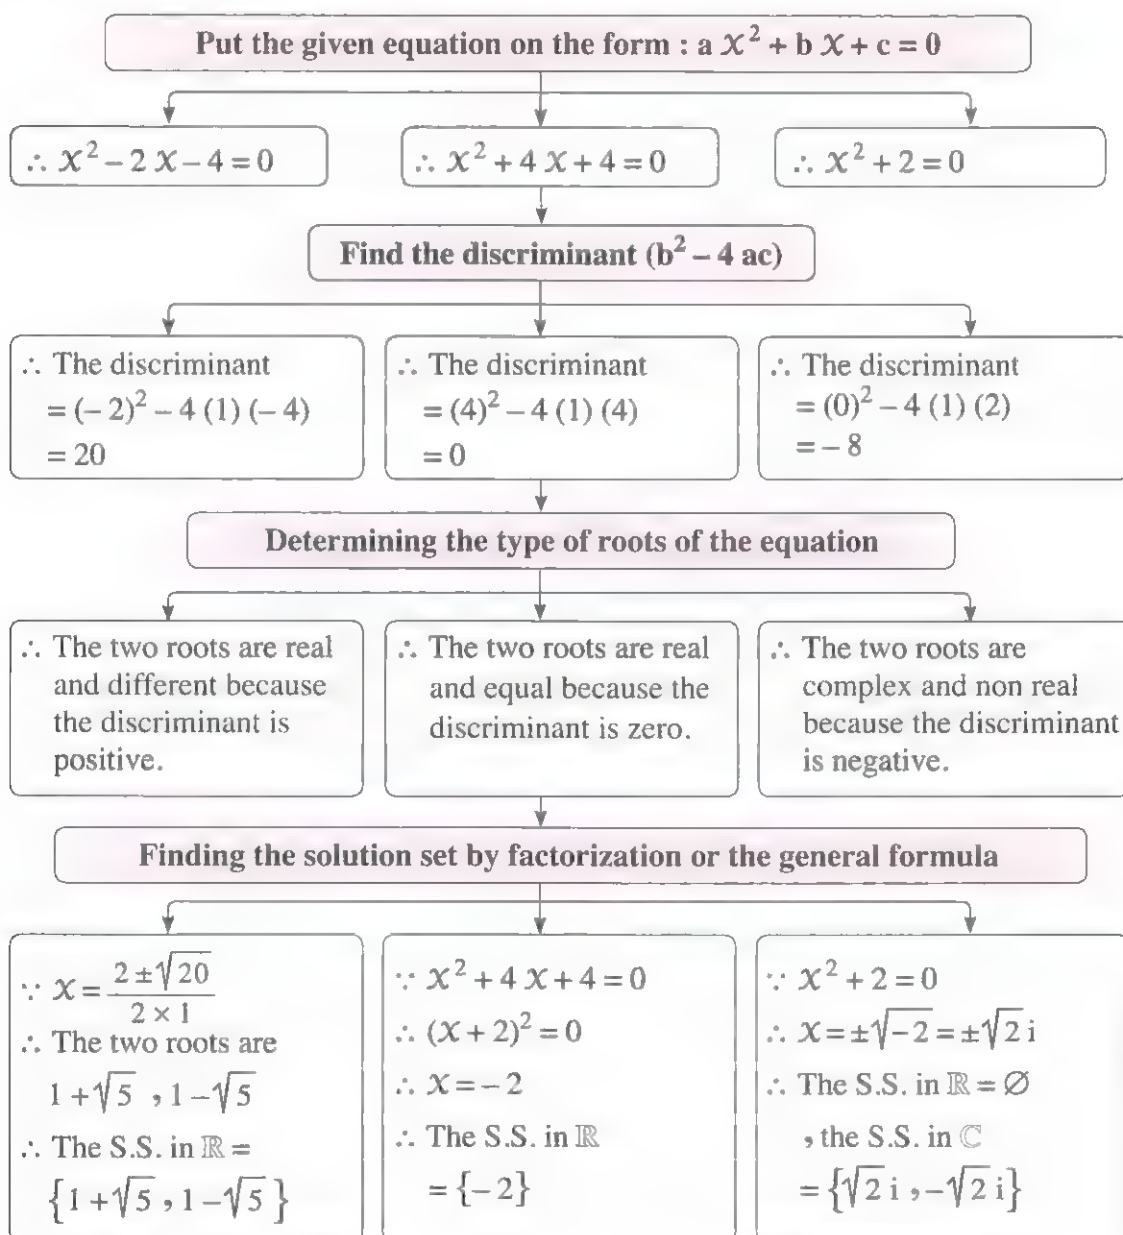 Put the given equation on the form : a x² + b x + c = 0
∴ x² – 2 x – 4 = 0
∴ x² + 4 x + 4 = 0
∴ x² + 2 = 0
Find the discriminant (b² – 4 ac)
∴ The discriminant
= (– 2)² – 4 (1) (– 4)
= 20
∴ The discriminant
= (4)² – 4 (1) (4)
= 0
∴ The discriminant
= (0)² – 4 (1) (2)
= – 8
Determining the type of roots of the equation
∴ The two roots are real
and different because
the discriminant is
positive.
∴ The two roots are real
and equal because the
discriminant is zero.
∴ The two roots are
complex and non real
because the discriminant
is negative.
Finding the solution set by factorization or the general formula
∵ x = (2 ± √20) / (2 × 1)
∴ The two roots are
1 + √5 , 1 – √5
∴ The S.S. in ℝ =
{1 + √5 , 1 – √5}
∵ x² + 4 x + 4 = 0
∴ (x + 2)² = 0
∴ x = – 2
∴ The S.S. in ℝ
= {– 2}
∵ x² + 2 = 0
∴ x = ±√–2 = ±√2 i
∴ The S.S. in ℝ = ∅
, the S.S. in ℂ
= {√2 i , –√2 i}